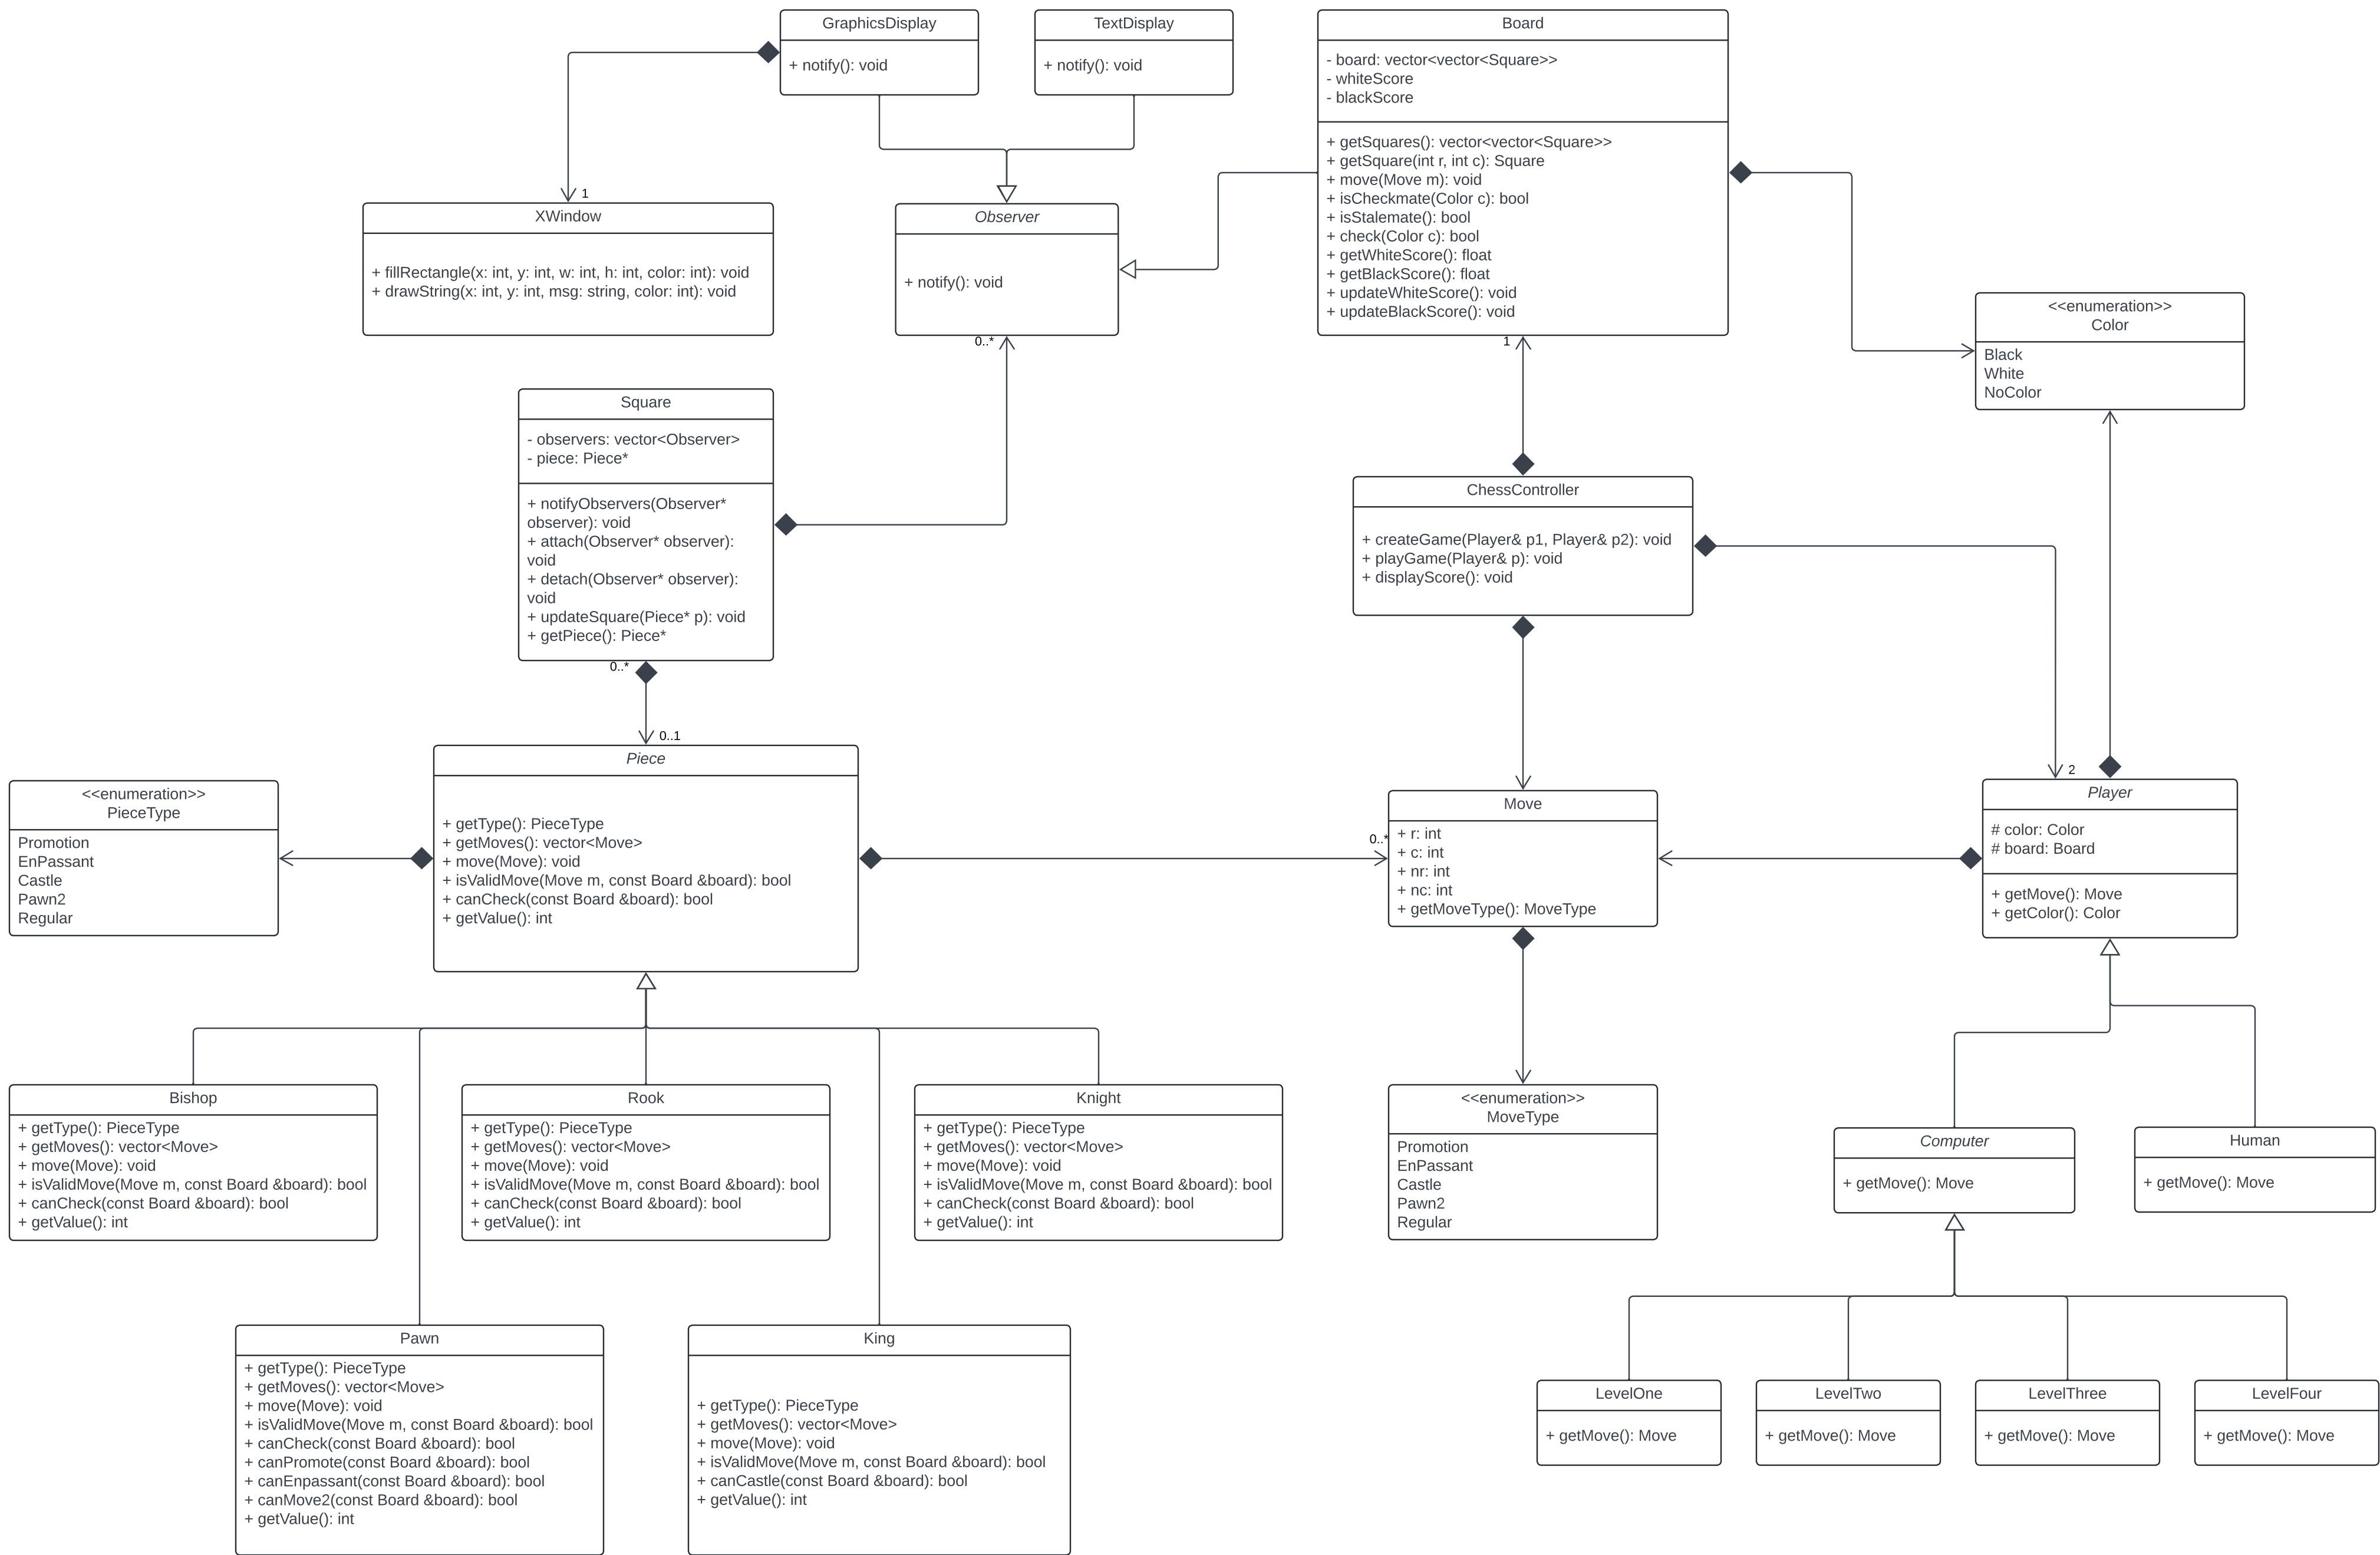 GraphicsDisplay
+ notify(): void
TextDisplay
+ notify(): void
Board
- board: vector<vector<Square>>
- whiteScore
- blackScore
+ getSquares(): vector<vector<Square>>
+ getSquare(int r, int c): Square
+ move(Move m): void
+ isCheckmate(Color c): bool
+ isStalemate(): bool
+ check(Color c): bool
+ getWhiteScore(): float
+ getBlackScore(): float
+ updateWhiteScore(): void
+ updateBlackScore(): void
1
XWindow
+ fillRectangle(x: int, y: int, w: int, h: int, color: int): void
+ drawString(x: int, y: int, msg: string, color: int): void
Observer
+ notify(): void
0..*
1
<<enumeration>>
Color
Black
White
NoColor
Square
- observers: vector<Observer>
- piece: Piece*
+ notifyObservers(Observer*
observer): void
+ attach(Observer* observer):
void
+ detach(Observer* observer):
void
+ updateSquare(Piece* p): void
+ getPiece(): Piece*
0..*
0..1
ChessController
+ createGame(Player& p1, Player& p2): void
+ playGame(Player& p): void
+ displayScore(): void
2
<<enumeration>>
PieceType
Promotion
EnPassant
Castle
Pawn2
Regular
Piece
+ getType(): PieceType
+ getMoves(): vector<Move>
+ move(Move): void
+ isValidMove(Move m, const Board &board): bool
+ canCheck(const Board &board): bool
+ getValue(): int
0..*
Move
+ r: int
+ c: int
+ nr: int
+ nc: int
+ getMoveType(): MoveType
Player
# color: Color
# board: Board
+ getMove(): Move
+ getColor(): Color
Bishop
+ getType(): PieceType
+ getMoves(): vector<Move>
+ move(Move): void
+ isValidMove(Move m, const Board &board): bool
+ canCheck(const Board &board): bool
+ getValue(): int
Rook
+ getType(): PieceType
+ getMoves(): vector<Move>
+ move(Move): void
+ isValidMove(Move m, const Board &board): bool
+ canCheck(const Board &board): bool
+ getValue(): int
Knight
+ getType(): PieceType
+ getMoves(): vector<Move>
+ move(Move): void
+ isValidMove(Move m, const Board &board): bool
+ canCheck(const Board &board): bool
+ getValue(): int
<<enumeration>>
MoveType
Promotion
EnPassant
Castle
Pawn2
Regular
Computer
+ getMove(): Move
Human
+ getMove(): Move
Pawn
+ getType(): PieceType
+ getMoves(): vector<Move>
+ move(Move): void
+ isValidMove(Move m, const Board &board): bool
+ canCheck(const Board &board): bool
+ canPromote(const Board &board): bool
+ canEnpassant(const Board &board): bool
+ canMove2(const Board &board): bool
+ getValue(): int
King
+ getType(): PieceType
+ getMoves(): vector<Move>
+ move(Move): void
+ isValidMove(Move m, const Board &board): bool
+ canCastle(const Board &board): bool
+ getValue(): int
LevelOne
+ getMove(): Move
LevelTwo
+ getMove(): Move
LevelThree
+ getMove(): Move
LevelFour
+ getMove(): Move